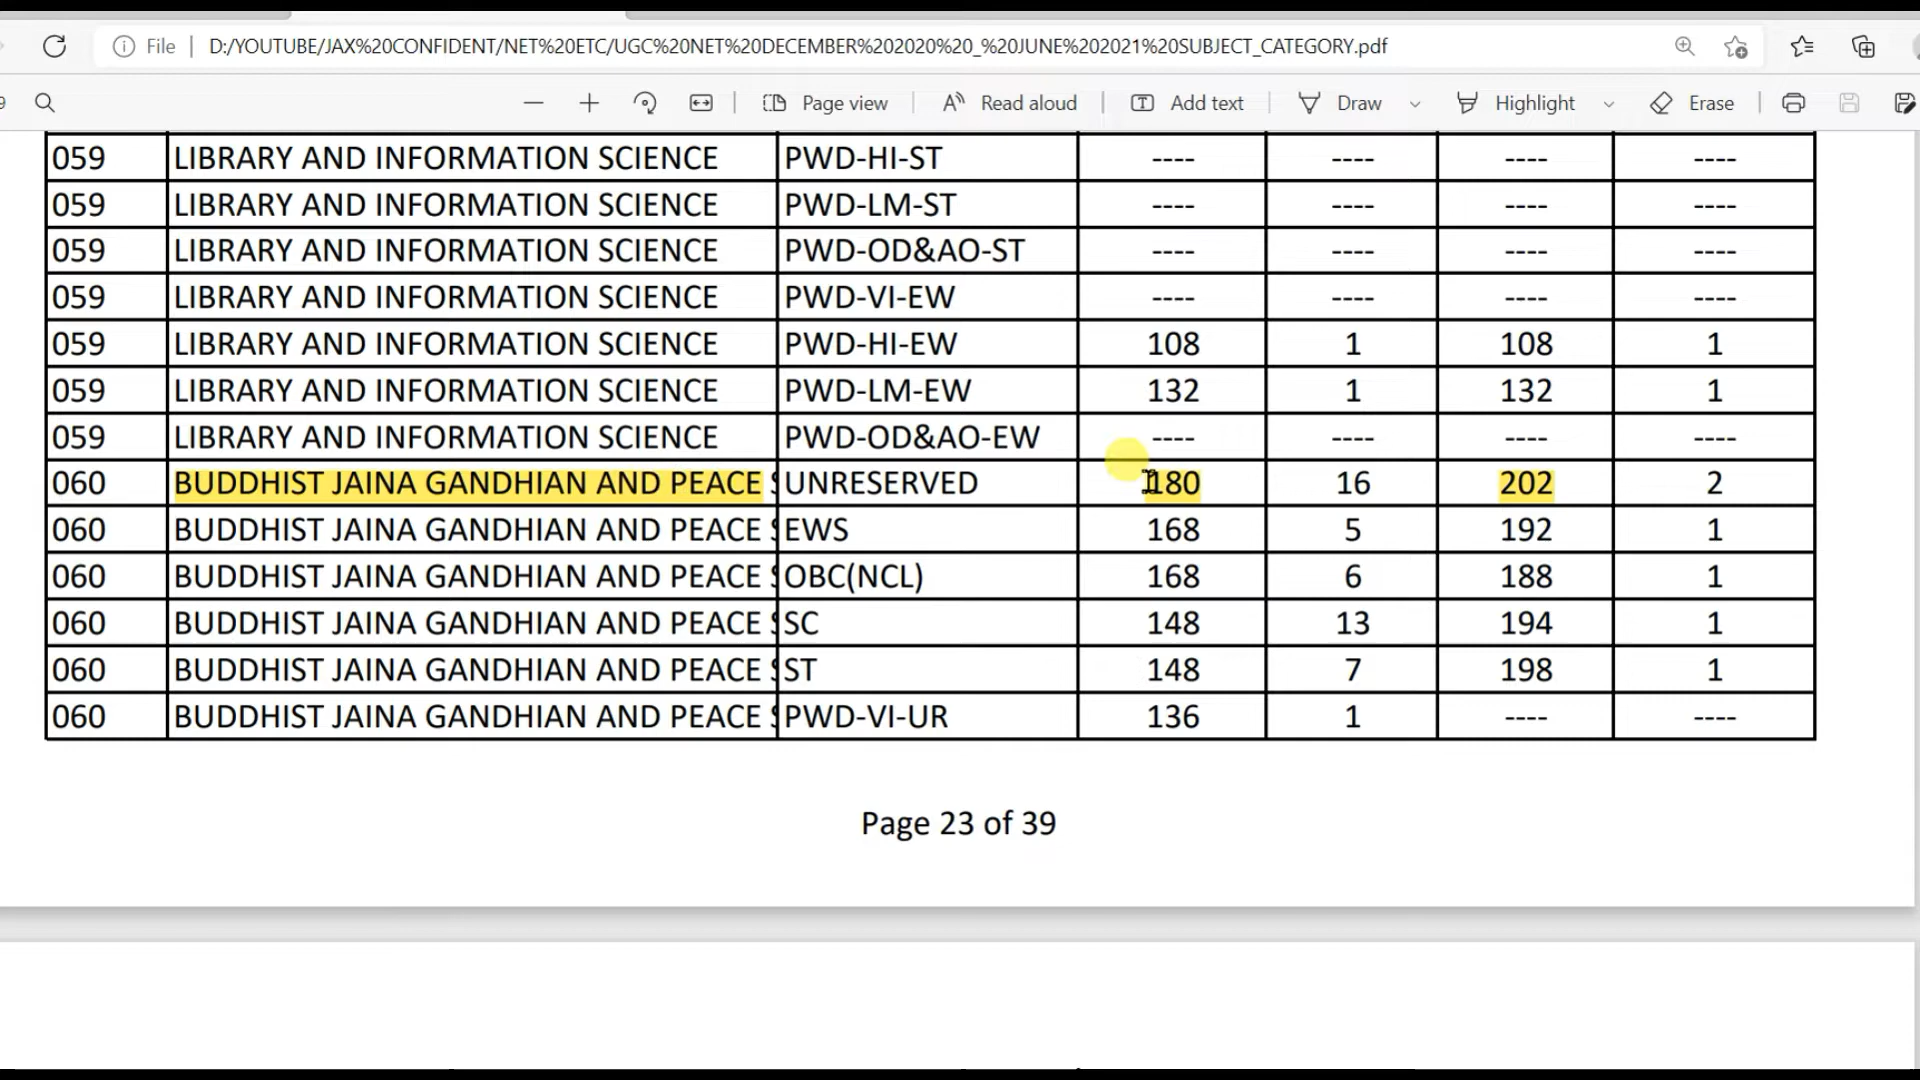 File D:/YOUTUBE/JAX%20CONFIDENT/NET%20ETC/UGC%20NET%20DECEMBER%202020%20_%20JUNE%202021%20SUBJECT_CATEGORY.pdf
9 Page view Read aloud Add text Draw Highlight Erase
059 LIBRARY AND INFORMATION SCIENCE PWD-HI-ST ---- ---- ---- ----
059 LIBRARY AND INFORMATION SCIENCE PWD-LM-ST ---- ---- ---- ----
059 LIBRARY AND INFORMATION SCIENCE PWD-OD&AO-ST ---- ---- ---- ----
059 LIBRARY AND INFORMATION SCIENCE PWD-VI-EW ---- ---- ---- ----
059 LIBRARY AND INFORMATION SCIENCE PWD-HI-EW 108 1 108 1
059 LIBRARY AND INFORMATION SCIENCE PWD-LM-EW 132 1 132 1
059 LIBRARY AND INFORMATION SCIENCE PWD-OD&AO-EW ---- ---- ---- ----
060 BUDDHIST JAINA GANDHIAN AND PEACE UNRESERVED 180 16 202 2
060 BUDDHIST JAINA GANDHIAN AND PEACE EWS 168 5 192 1
060 BUDDHIST JAINA GANDHIAN AND PEACE OBC(NCL) 168 6 188 1
060 BUDDHIST JAINA GANDHIAN AND PEACE SC 148 13 194 1
060 BUDDHIST JAINA GANDHIAN AND PEACE ST 148 7 198 1
060 BUDDHIST JAINA GANDHIAN AND PEACE PWD-VI-UR 136 1 ---- ----
Page 23 of 39